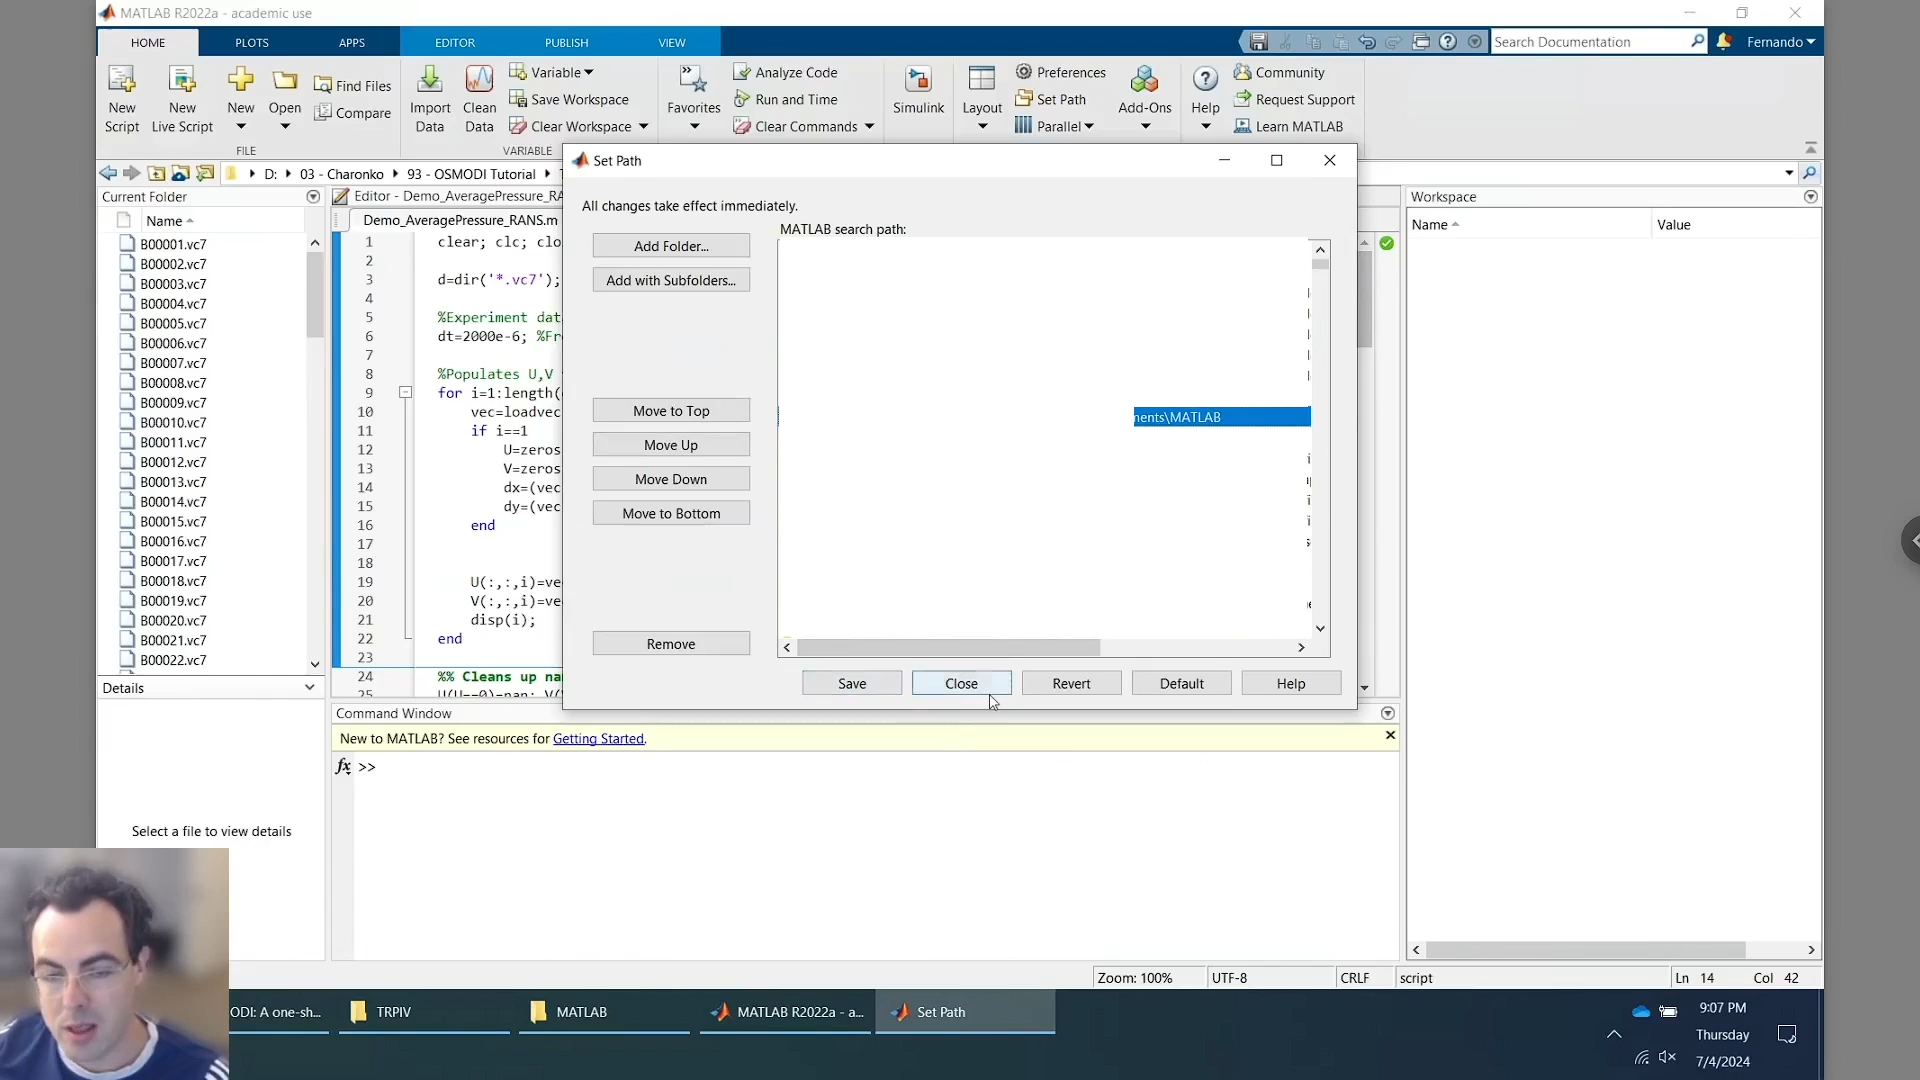 MATLAB R2022a - academic use
HOME PLOTS APPS EDITOR PUBLISH VIEW
Search Documentation
Fernando
New Script
New Live Script
New
Open
Find Files
Compare
FILE
Import Data
Clean Data
Variable
Save Workspace
Clear Workspace
VARIABLE
Favorites
Analyze Code
Run and Time
Clear Commands
Simulink
Layout
Preferences
Set Path
Parallel
Add-Ons
Help
Community
Request Support
Learn MATLAB
D: 03 - Charonko 93 - OSMODI Tutorial
Current Folder
Name
B00001.vc7
B00002.vc7
B00003.vc7
B00004.vc7
B00005.vc7
B00006.vc7
B00007.vc7
B00008.vc7
B00009.vc7
B00010.vc7
B00011.vc7
B00012.vc7
B00013.vc7
B00014.vc7
B00015.vc7
B00016.vc7
B00017.vc7
B00018.vc7
B00019.vc7
B00020.vc7
B00021.vc7
B00022.vc7
Details
Select a file to view details
Editor - Demo_AveragePressure_RA
Demo_AveragePressure_RANS.m
1 clear; clc; clo
2
3 d=dir('*.vc7');
4
5 %Experiment dat
6 dt=2000e-6; %Fr
7
8 %Populates U,V
9 for i=1:length(
10 vec=loadvec
11 if i==1
12 U=zeros
13 V=zeros
14 dx=(vec
15 dy=(vec
16 end
17
18
19 U(:,:,i)=ve
20 V(:,:,i)=ve
21 disp(i);
22 end
23
24 %% Cleans up na
25
Set Path
All changes take effect immediately.
MATLAB search path:
Add Folder...
Add with Subfolders...
Move to Top
Move Up
Move Down
Move to Bottom
Remove
ments\MATLAB
Save Close Revert Default Help
Workspace
Name Value
Command Window
New to MATLAB? See resources for Getting Started.
fx >>
Zoom: 100% UTF-8 CRLF script Ln 14 Col 42
ODI: A one-sh...
TRPIV
MATLAB
MATLAB R2022a - a...
Set Path
9:07 PM
Thursday
7/4/2024